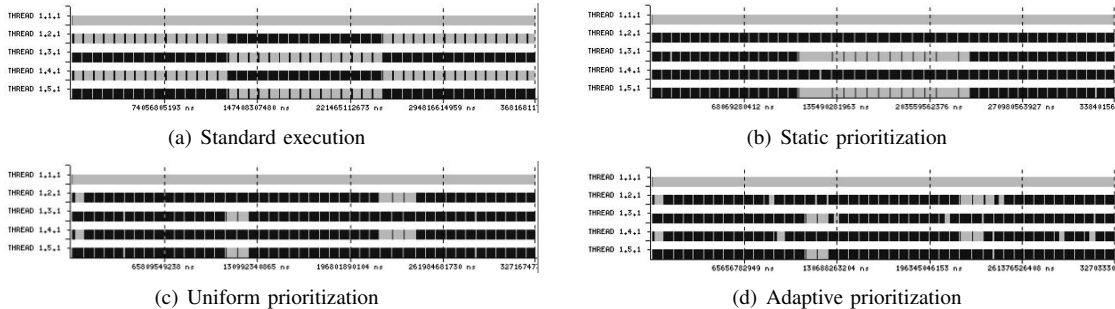 THREAD 1.1.1
THREAD 1.2.1
THREAD 1.3.1
THREAD 1.4.1
THREAD 1.5.1
74056805193 ns 147408307480 ns 221465112673 ns 294816614959 ns 368168117
(a) Standard execution
THREAD 1.1.1
THREAD 1.2.1
THREAD 1.3.1
THREAD 1.4.1
THREAD 1.5.1
68069280412 ns 135490281963 ns 203559562376 ns 270980563927 ns 33840156
(b) Static prioritization
THREAD 1.1.1
THREAD 1.2.1
THREAD 1.3.1
THREAD 1.4.1
THREAD 1.5.1
65809549238 ns 130992340865 ns 196801890104 ns 261984681730 ns 327167473
(c) Uniform prioritization
THREAD 1.1.1
THREAD 1.2.1
THREAD 1.3.1
THREAD 1.4.1
THREAD 1.5.1
65656782949 ns 130688263204 ns 196345046153 ns 261376526408 ns 32703330
(d) Adaptive prioritization